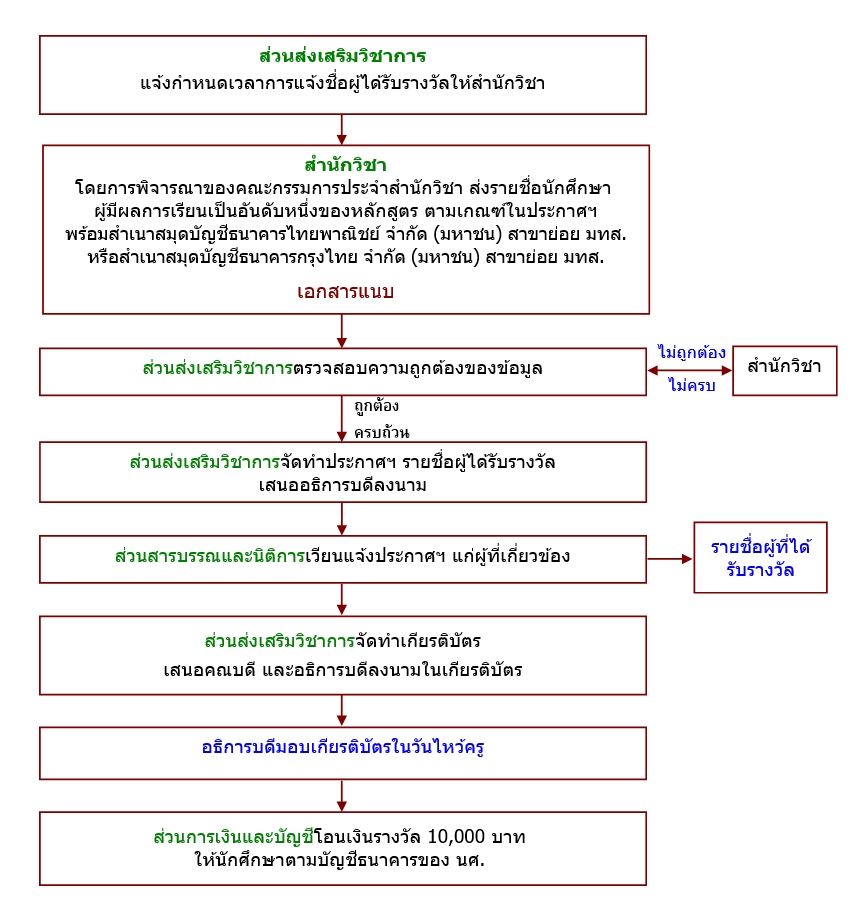 ส่วนส่งเสริมวิชาการ
แจ้งกำหนดเวลาการแจ้งชื่อผู้ได้รับรางวัลให้สำนักวิชา
สำนักวิชา
โดยการพิจารณาของคณะกรรมการประจำสำนักวิชา ส่งรายชื่อนักศึกษา
ผู้มีผลการเรียนเป็นอันดับหนึ่งของหลักสูตร ตามเกณฑ์ในประกาศฯ
พร้อมสำเนาสมุดบัญชีธนาคารไทยพาณิชย์ จำกัด (มหาชน) สาขาย่อย มทส.
หรือสำเนาสมุดบัญชีธนาคารกรุงไทย จำกัด (มหาชน) สาขาย่อย มทส.
เอกสารแนบ
ส่วนส่งเสริมวิชาการตรวจสอบความถูกต้องของข้อมูล
ไม่ถูกต้อง
ไม่ครบ
สำนักวิชา
ถูกต้อง
ครบถ้วน
ส่วนส่งเสริมวิชาการจัดทำประกาศฯ รายชื่อผู้ได้รับรางวัล
เสนออธิการบดีลงนาม
ส่วนสารบรรณและนิติการเวียนแจ้งประกาศฯ แก่ผู้ที่เกี่ยวข้อง
รายชื่อผู้ที่ได้
รับรางวัล
ส่วนส่งเสริมวิชาการจัดทำเกียรติบัตร
เสนอคณบดี และอธิการบดีลงนามในเกียรติบัตร
อธิการบดีมอบเกียรติบัตรในวันไหว้ครู
ส่วนการเงินและบัญชีโอนเงินรางวัล 10,000 บาท
ให้นักศึกษาตามบัญชีธนาคารของ นศ.